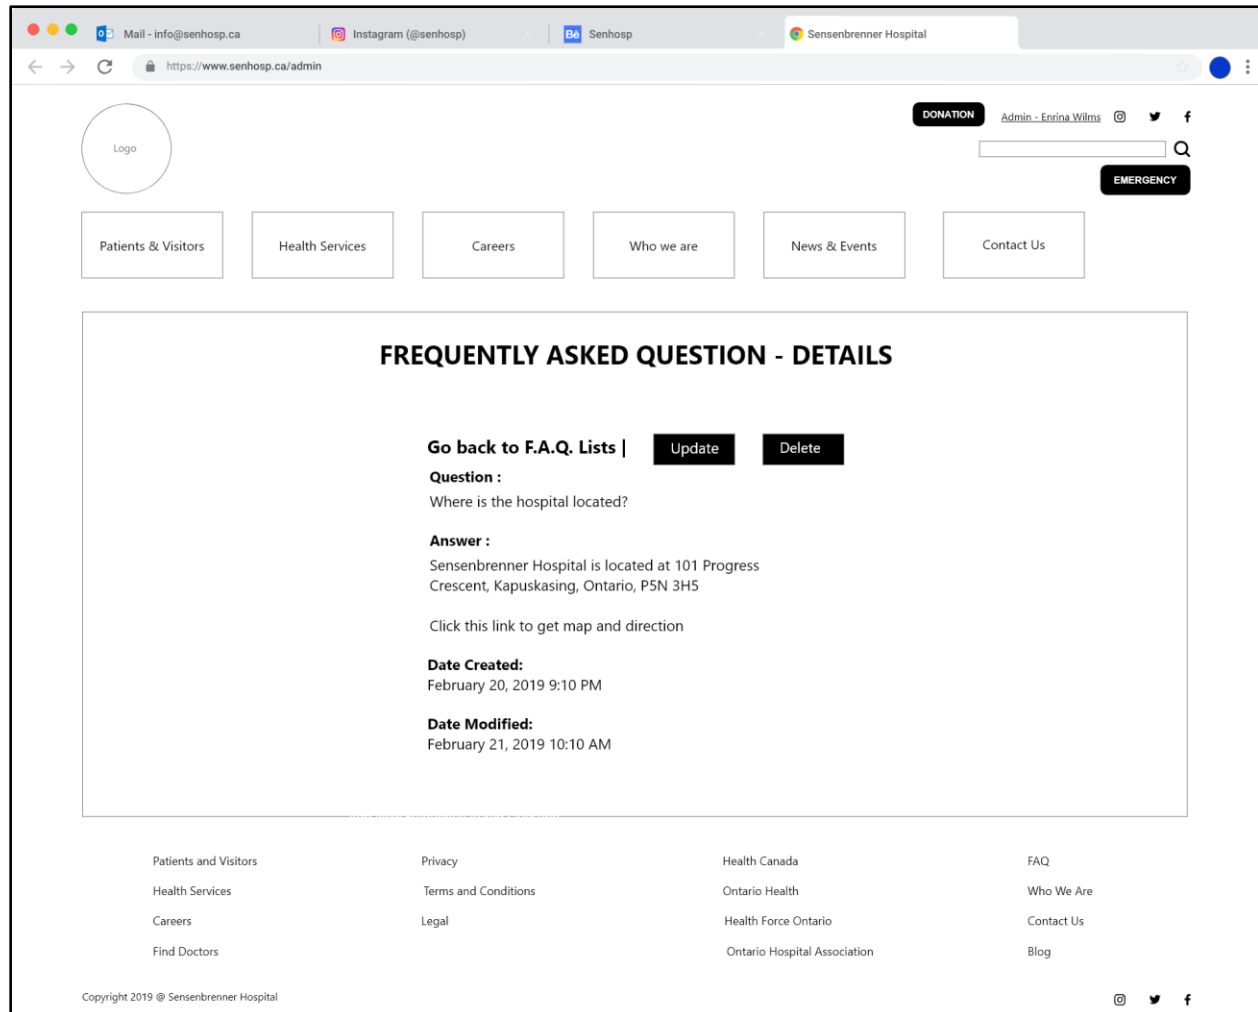 Mail - info@senhosp.ca
Instagram (@senhosp)
Bē Senhosp
Sensenbrenner Hospital
https://www.senhosp.ca/admin
Logo
DONATION
Admin - Enrina Wilms
EMERGENCY
Patients & Visitors
Health Services
Careers
Who we are
News & Events
Contact Us
FREQUENTLY ASKED QUESTION - DETAILS
Go back to F.A.Q. Lists |
Update
Delete
Question :
Where is the hospital located?
Answer :
Sensenbrenner Hospital is located at 101 Progress
Crescent, Kapuskasing, Ontario, P5N 3H5
Click this link to get map and direction
Date Created:
February 20, 2019 9:10 PM
Date Modified:
February 21, 2019 10:10 AM
Patients and Visitors
Health Services
Careers
Find Doctors
Privacy
Terms and Conditions
Legal
Health Canada
Ontario Health
Health Force Ontario
Ontario Hospital Association
FAQ
Who We Are
Contact Us
Blog
Copyright 2019 @ Sensenbrenner Hospital